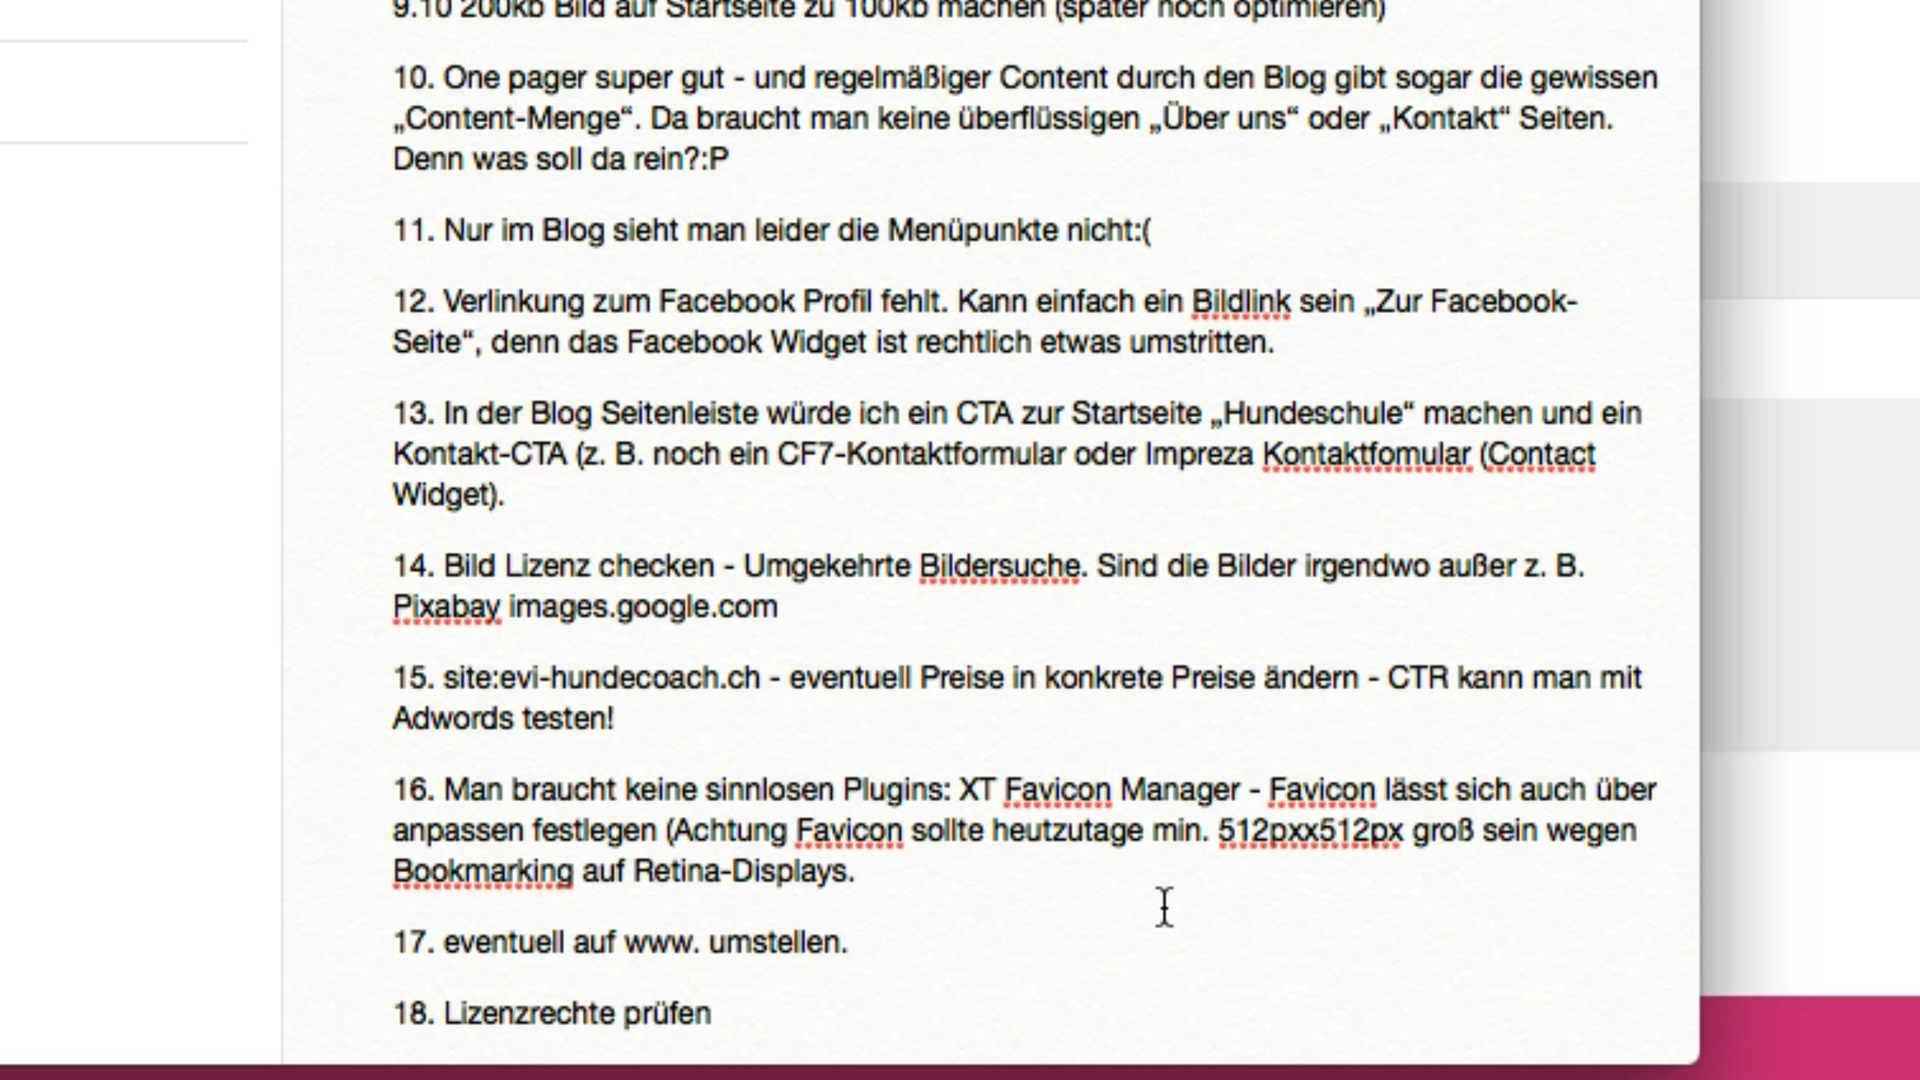 9.10 200kb Bild auf Startseite zu 100kb machen (später noch optimieren)
10. One pager super gut - und regelmäßiger Content durch den Blog gibt sogar die gewissen
„Content-Menge“. Da braucht man keine überflüssigen „Über uns“ oder „Kontakt“ Seiten.
Denn was soll da rein?:P
11. Nur im Blog sieht man leider die Menüpunkte nicht:(
12. Verlinkung zum Facebook Profil fehlt. Kann einfach ein Bildlink sein „Zur Facebook-
Seite“, denn das Facebook Widget ist rechtlich etwas umstritten.
13. In der Blog Seitenleiste würde ich ein CTA zur Startseite „Hundeschule“ machen und ein
Kontakt-CTA (z. B. noch ein CF7-Kontaktformular oder Impreza Kontaktfomular (Contact
Widget).
14. Bild Lizenz checken - Umgekehrte Bildersuche. Sind die Bilder irgendwo außer z. B.
Pixabay images.google.com
15. site:evi-hundecoach.ch - eventuell Preise in konkrete Preise ändern - CTR kann man mit
Adwords testen!
16. Man braucht keine sinnlosen Plugins: XT Favicon Manager - Favicon lässt sich auch über
anpassen festlegen (Achtung Favicon sollte heutzutage min. 512pxx512px groß sein wegen
Bookmarking auf Retina-Displays.
17. eventuell auf www. umstellen.
18. Lizenzrechte prüfen